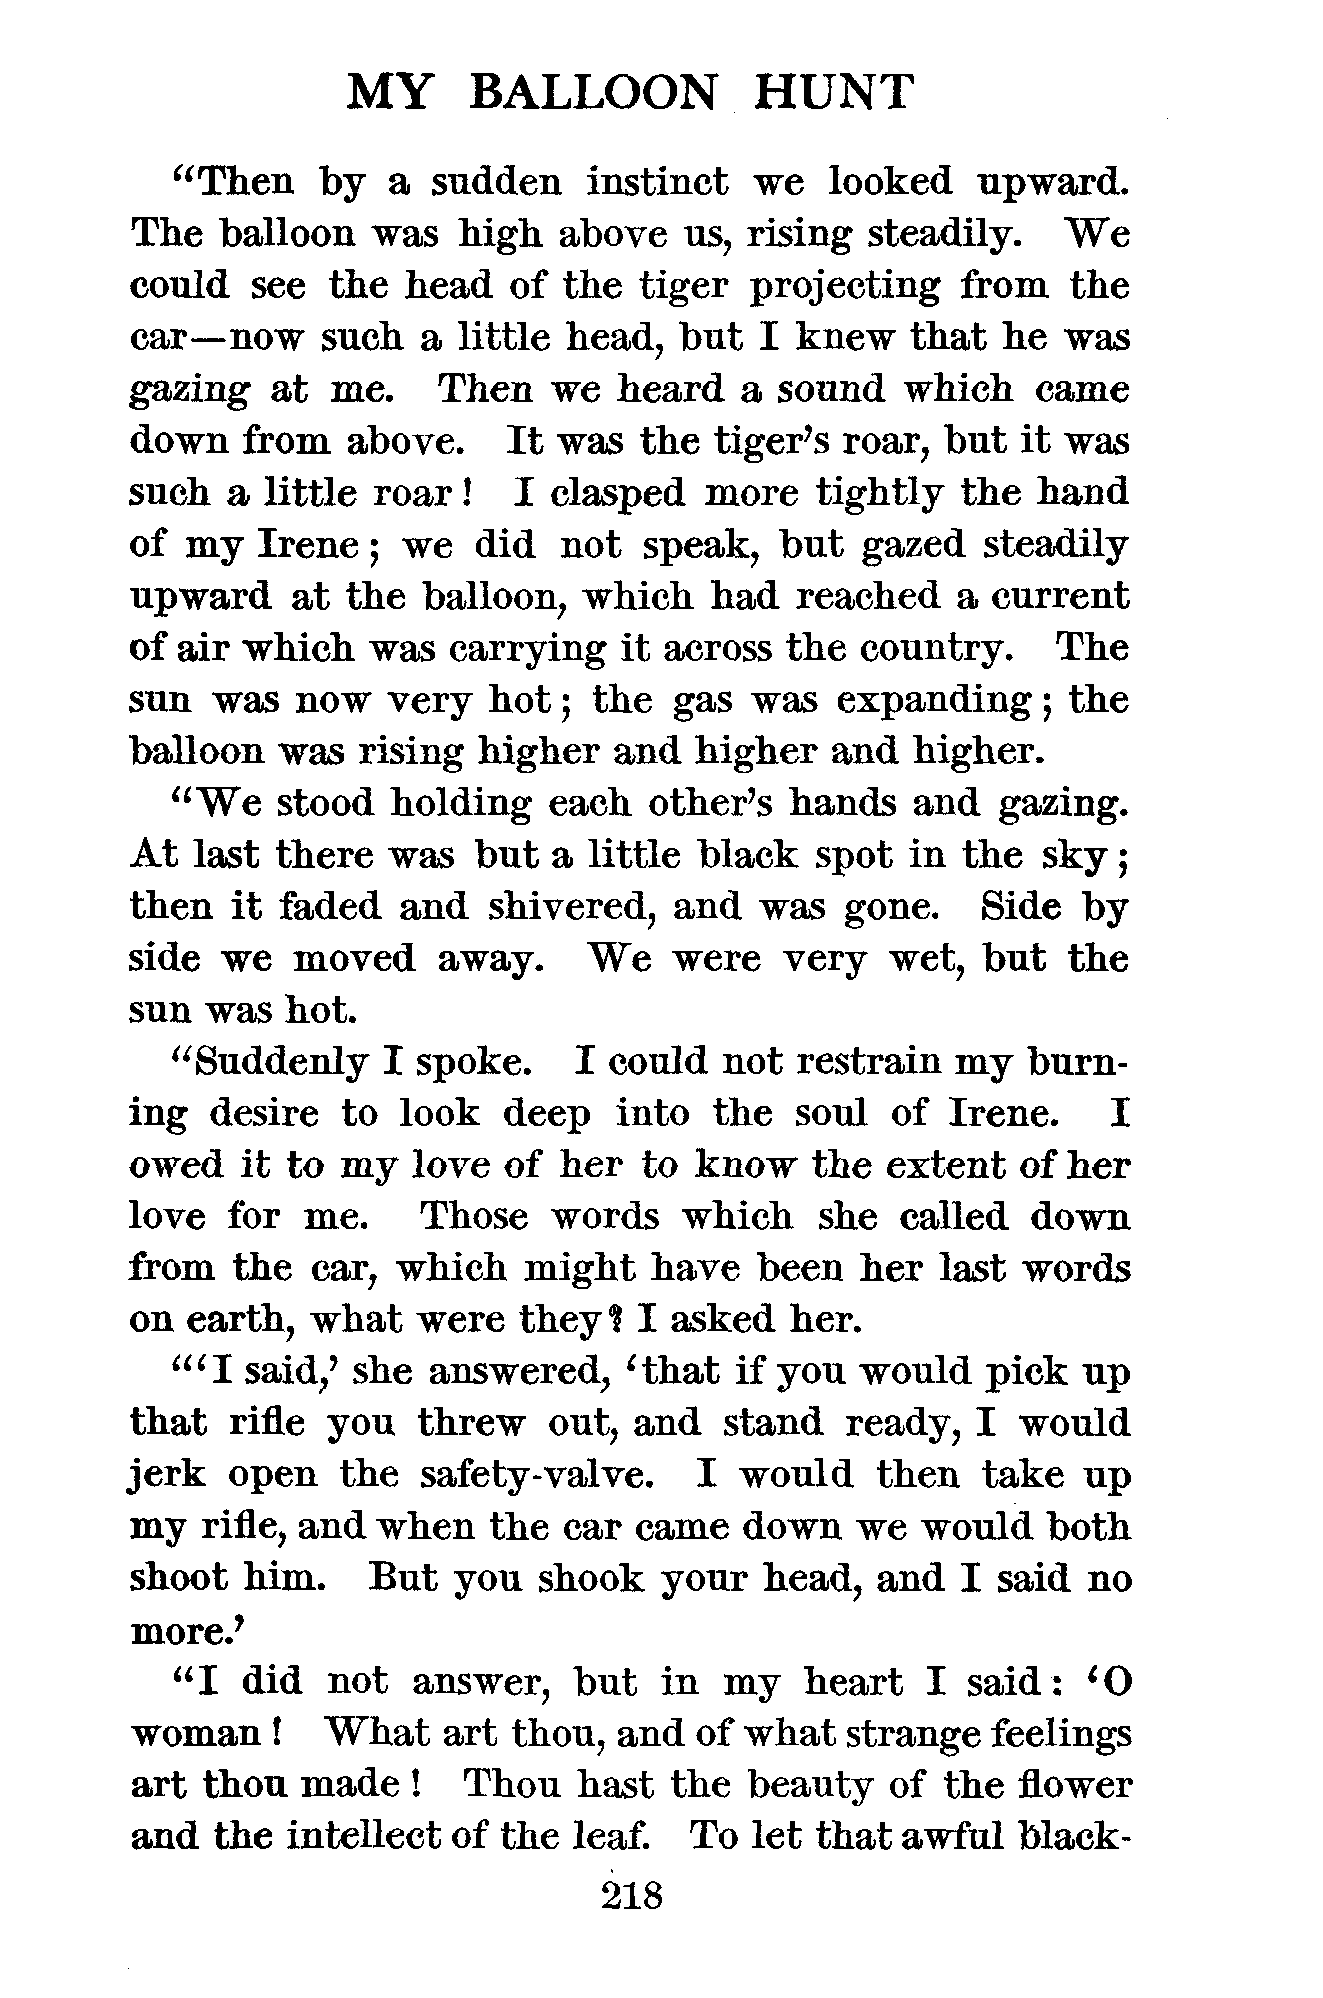 MY BALLOON HUNT
“Then by a sudden instinct we looked upward.
The balloon was high above us, rising steadily. We
could see the head of the tiger projecting from the
car—now such a little head, but I knew that he was
gazing at me. Then we heard a sound which came
down from above. It was the tiger’s roar, but it was
such a little roar! I clasped more tightly the hand
of my Irene; we did not speak, but gazed steadily
upward at the balloon, which had reached a current
of air which was carrying it across the country. The
sun was now very hot; the gas was expanding; the
balloon was rising higher and higher and higher.
“We stood holding each other’s hands and gazing.
At last there was but a little black spot in the sky;
then it faded and shivered, and was gone. Side by
side we moved away. We were very wet, but the
sun was hot.
“Suddenly I spoke. I could not restrain my burn-
ing desire to look deep into the soul of Irene. I
owed it to my love of her to know the extent of her
love for me. Those words which she called down
from the car, which might have been her last words
on earth, what were they? I asked her.
“‘I said,’ she answered, ‘that if you would pick up
that rifle you threw out, and stand ready, I would
jerk open the safety-valve. I would then take up
my rifle, and when the car came down we would both
shoot him. But you shook your head, and I said no
more.’
“I did not answer, but in my heart I said: ‘O
woman! What art thou, and of what strange feelings
art thou made! Thou hast the beauty of the flower
and the intellect of the leaf. To let that awful black-
218